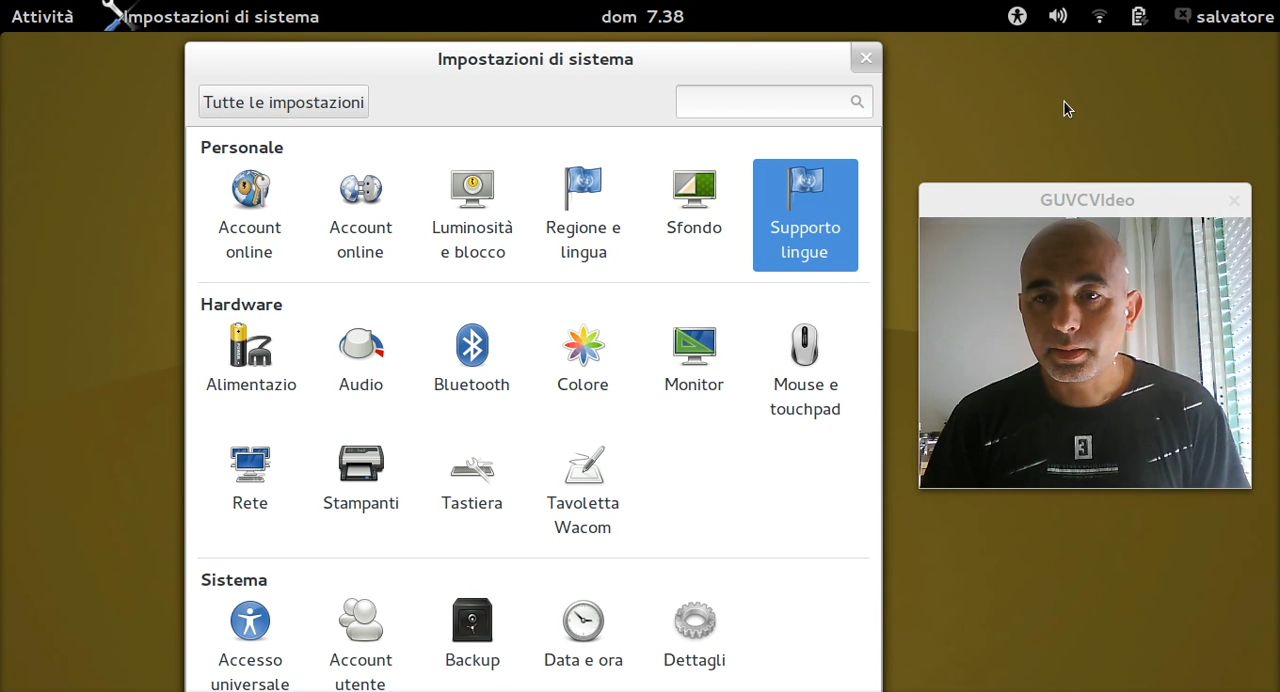 Attività
Impostazioni di sistema
dom 7.38
salvatore
Impostazioni di sistema
Tutte le impostazioni
Personale
Account online
Account online
Luminosità e blocco
Regione e lingua
Sfondo
Supporto lingue
Hardware
Alimentazio
Audio
Bluetooth
Colore
Monitor
Mouse e touchpad
Rete
Stampanti
Tastiera
Tavoletta Wacom
Sistema
Accesso universale
Account utente
Backup
Data e ora
Dettagli
GUVCVIdeo
3